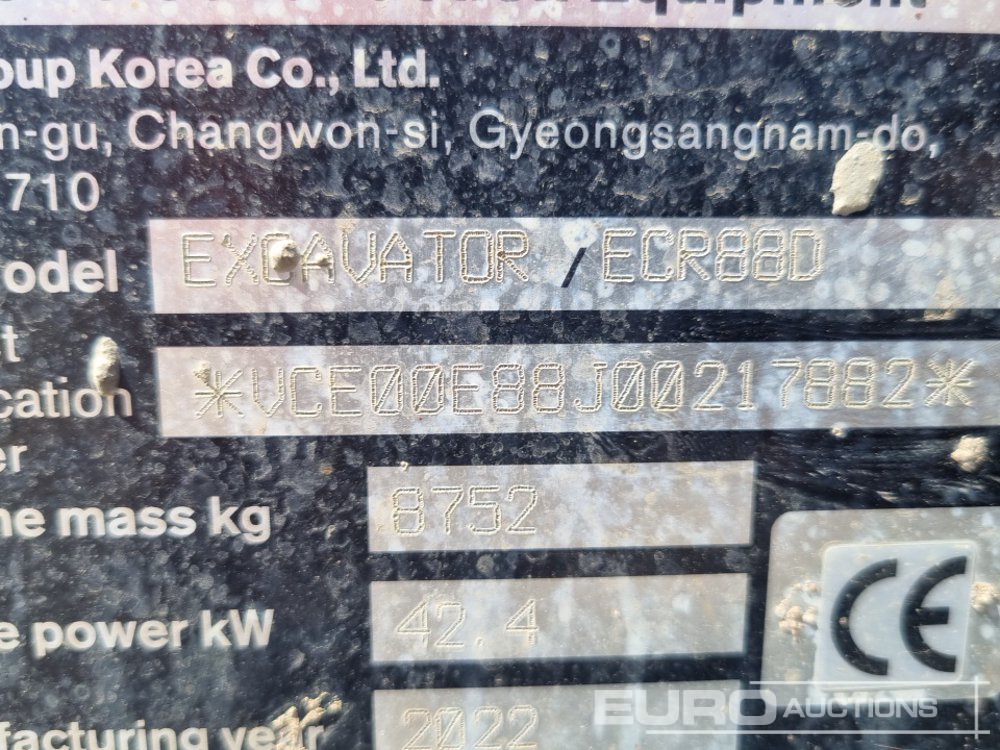 Equipment
oup Korea Co., Ltd.
n-gu, Changwon-si, Gyeongsangnam-do,
710
odel EXCAVATOR / ECR88D
t
cation *VCE00E88J00217882*
er
ne mass kg 8752
e power kW 42.4
CE
facturing year 2022
EURO AUCTIONS